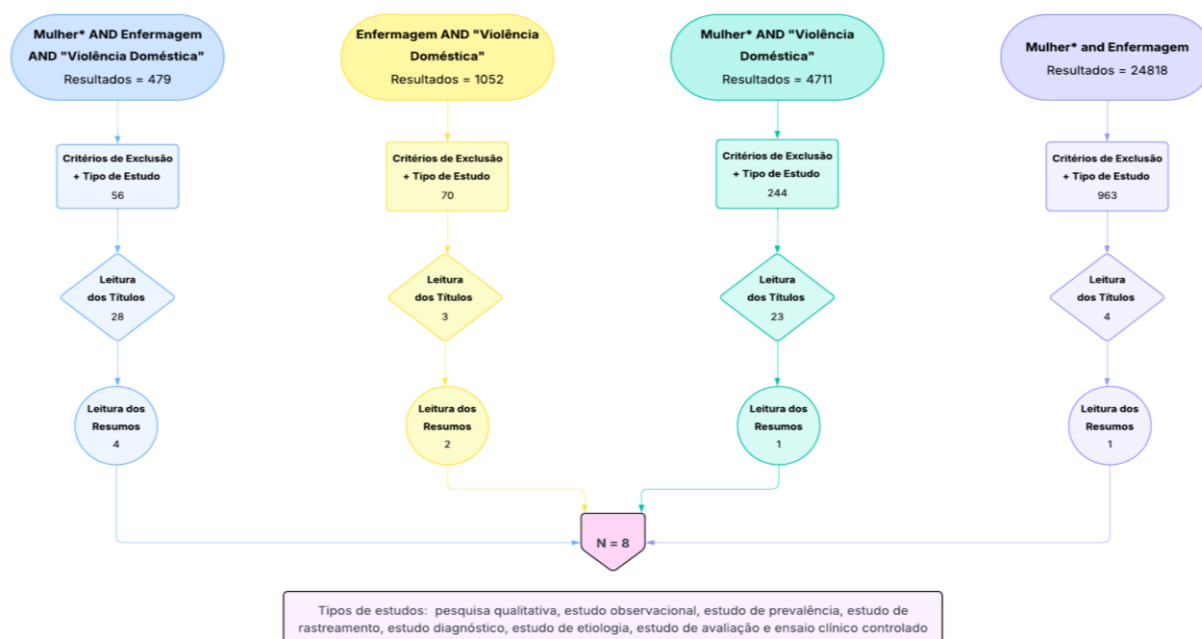 Mulher* AND Enfermagem
AND "Violência Doméstica"
Resultados = 479
Enfermagem AND "Violência
Doméstica"
Resultados = 1052
Mulher* AND "Violência
Doméstica"
Resultados = 4711
Mulher* and Enfermagem
Resultados = 24818
Critérios de Exclusão
+ Tipo de Estudo
56
Critérios de Exclusão
+ Tipo de Estudo
70
Critérios de Exclusão
+ Tipo de Estudo
244
Critérios de Exclusão
+ Tipo de Estudo
963
Leitura
dos Títulos
28
Leitura
dos Títulos
3
Leitura
dos Títulos
23
Leitura
dos Títulos
4
Leitura dos
Resumos
4
Leitura dos
Resumos
2
Leitura dos
Resumos
1
Leitura dos
Resumos
1
N = 8
Tipos de estudos: pesquisa qualitativa, estudo observacional, estudo de prevalência, estudo de
rastreamento, estudo diagnóstico, estudo de etiologia, estudo de avaliação e ensaio clínico controlado